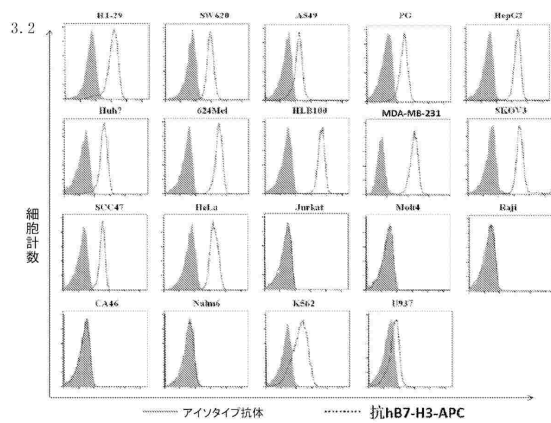 3.2
HT-29 SW620 A549 PG HepG2
Huh7 624Mel HLB100 MDA-MB-231 SKOV3
SCC47 HeLa Jurkat Molt4 Raji
CA46 Nalm6 K562 U937
細胞計数
アイソタイプ抗体 抗hB7-H3-APC